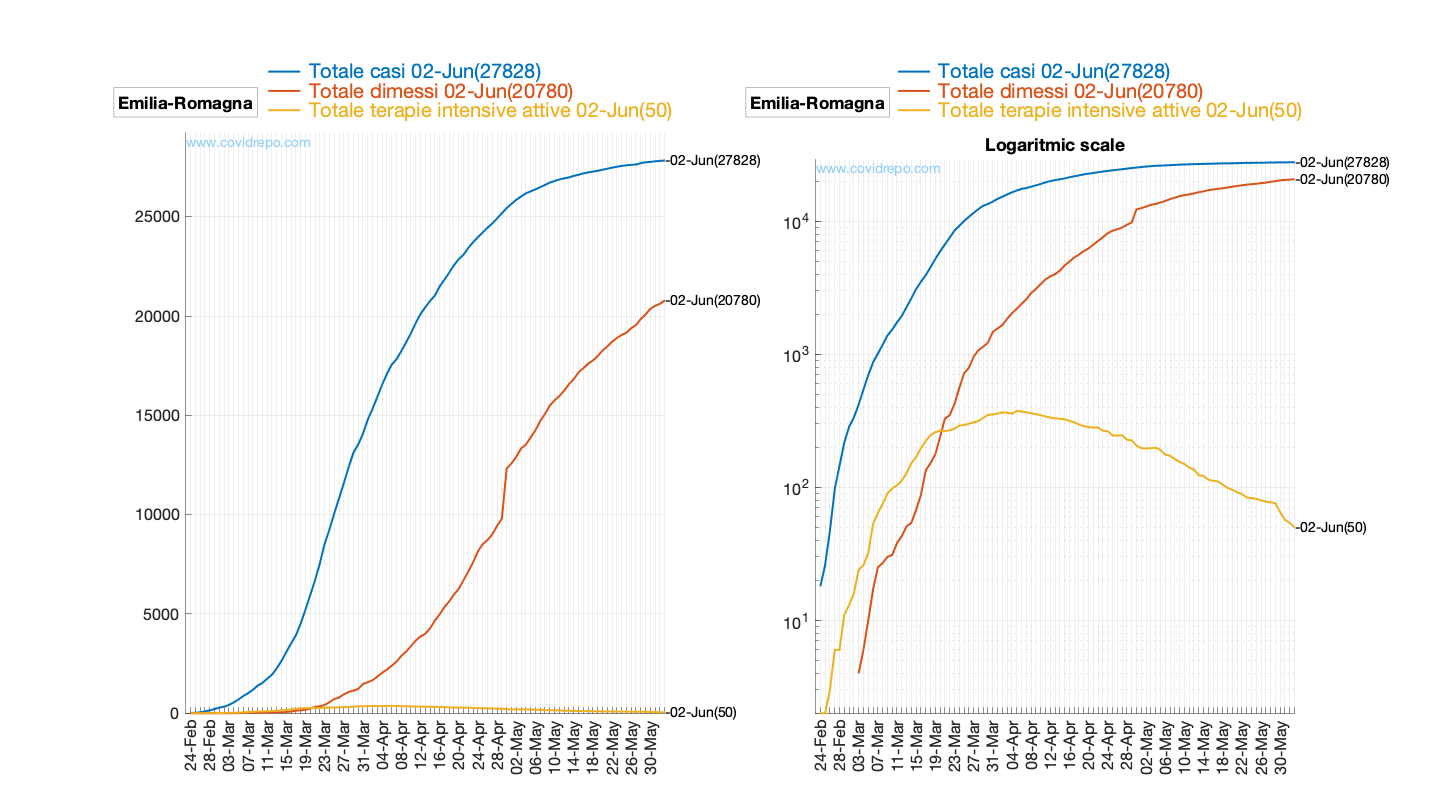 Totale casi 02-Jun(27828)
Totale dimessi 02-Jun(20780)
Totale terapie intensive attive 02-Jun(50)
Emilia-Romagna
www.covidrepo.com
02-Jun(27828)
02-Jun(20780)
02-Jun(50)
25000
20000
15000
10000
5000
0
24-Feb
28-Feb
03-Mar
07-Mar
11-Mar
15-Mar
19-Mar
23-Mar
27-Mar
31-Mar
04-Apr
08-Apr
12-Apr
16-Apr
20-Apr
24-Apr
28-Apr
02-May
06-May
10-May
14-May
18-May
22-May
26-May
30-May
Totale casi 02-Jun(27828)
Totale dimessi 02-Jun(20780)
Totale terapie intensive attive 02-Jun(50)
Emilia-Romagna
Logaritmic scale
www.covidrepo.com
02-Jun(27828)
02-Jun(20780)
02-Jun(50)
10⁴
10³
10²
10¹
24-Feb
28-Feb
03-Mar
07-Mar
11-Mar
15-Mar
19-Mar
23-Mar
27-Mar
31-Mar
04-Apr
08-Apr
12-Apr
16-Apr
20-Apr
24-Apr
28-Apr
02-May
06-May
10-May
14-May
18-May
22-May
26-May
30-May